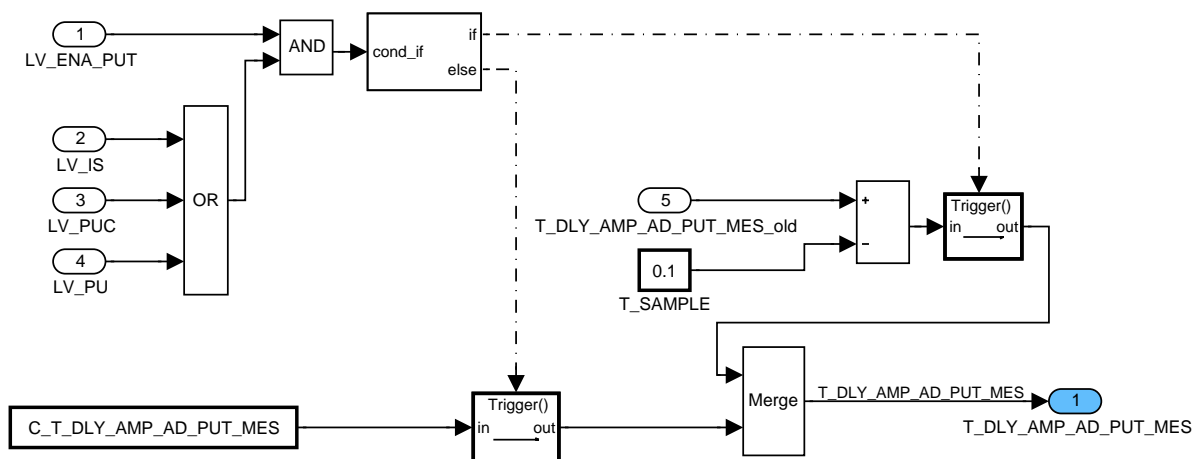 1
LV_ENA_PUT
AND
cond_if
if
else
2
LV_IS
3
LV_PUC
4
LV_PU
OR
5
T_DLY_AMP_AD_PUT_MES_old
0.1
T_SAMPLE
+
−
Trigger()
in out
C_T_DLY_AMP_AD_PUT_MES
Trigger()
in out
Merge
T_DLY_AMP_AD_PUT_MES
1
T_DLY_AMP_AD_PUT_MES